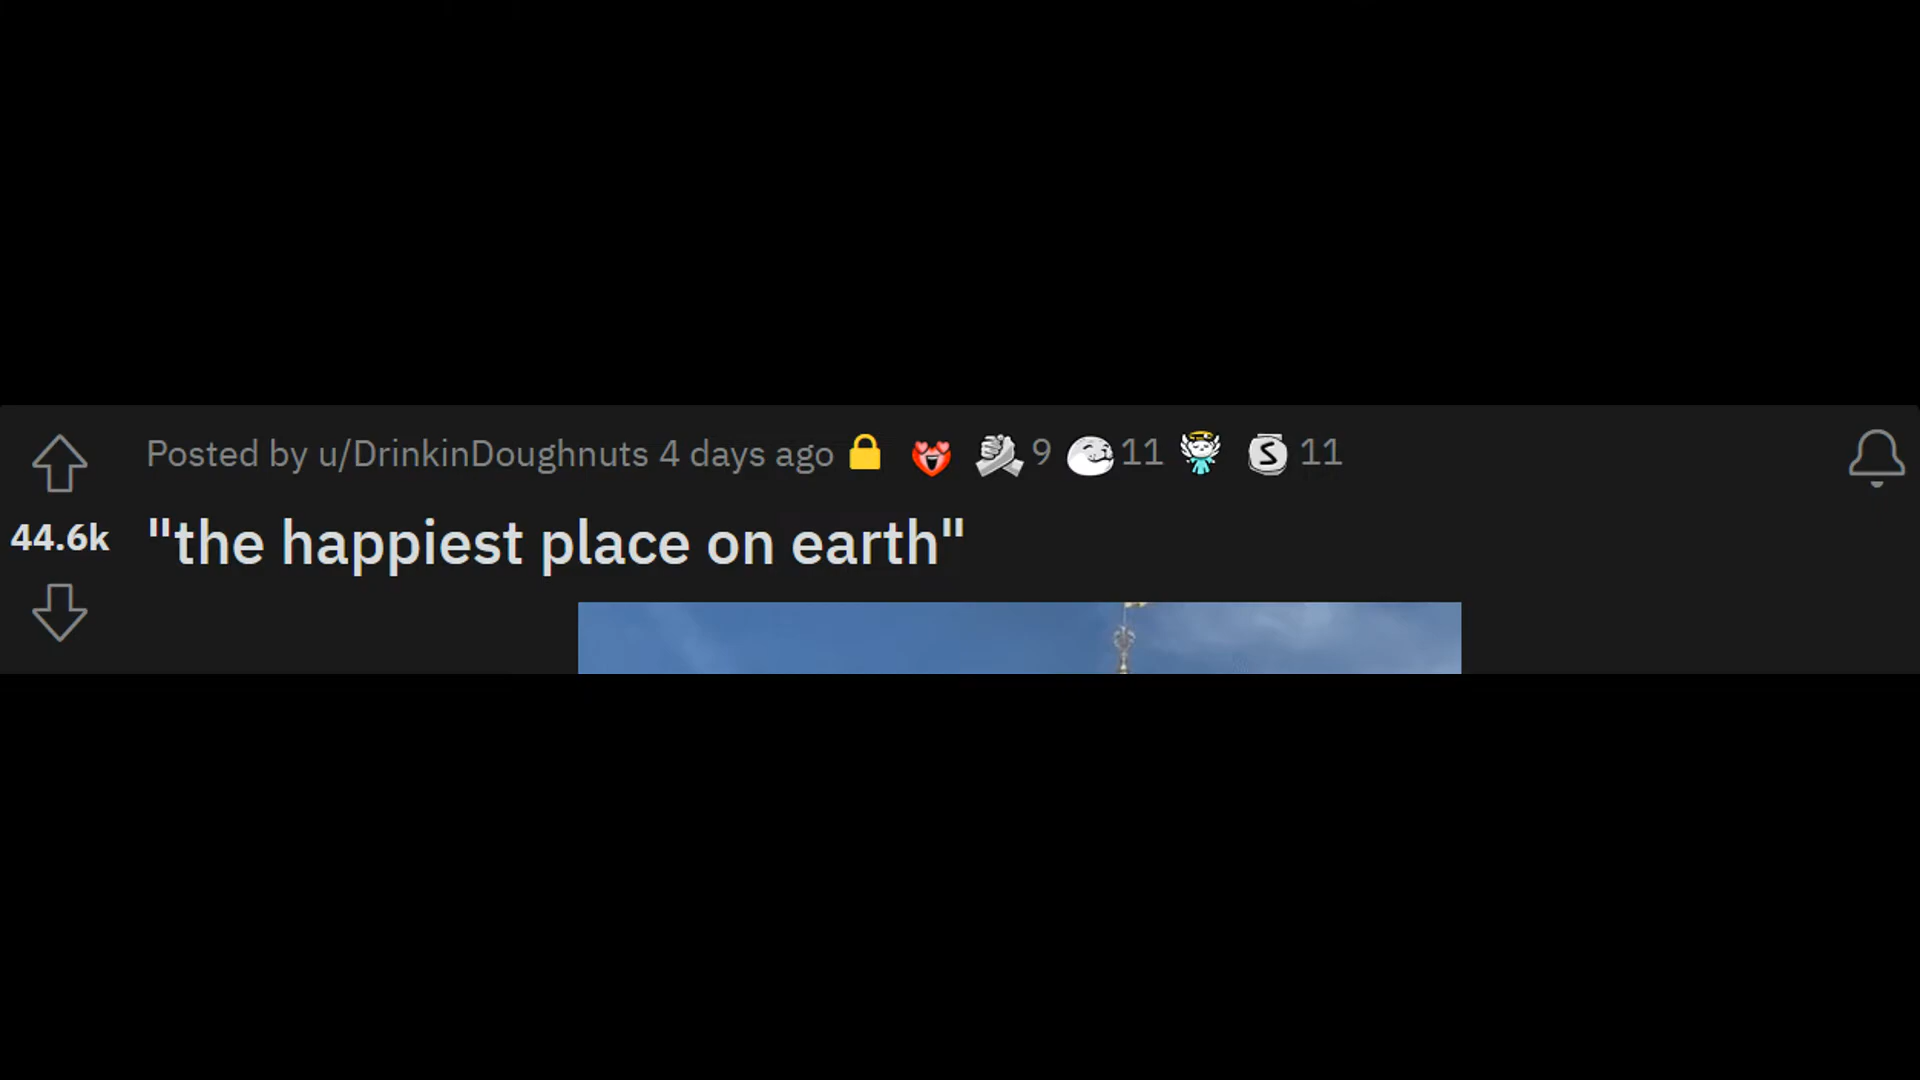 Posted by u/DrinkinDoughnuts 4 days ago 9 11 S 11
44.6k "the happiest place on earth"